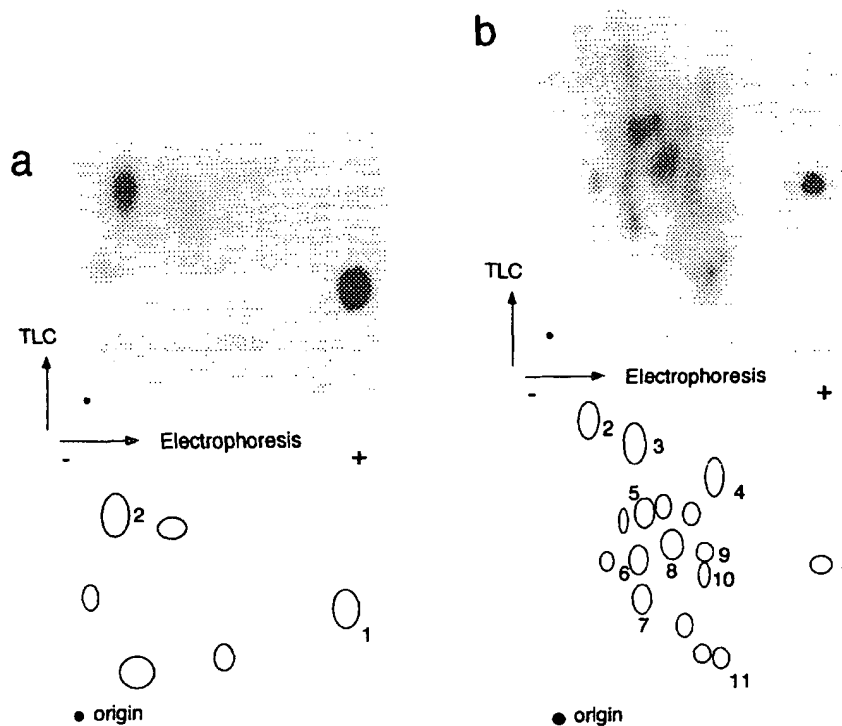 a
TLC
Electrophoresis
-
+
2
1
origin
b
TLC
Electrophoresis
-
+
2
3
4
5
6
7
8
9
10
11
origin